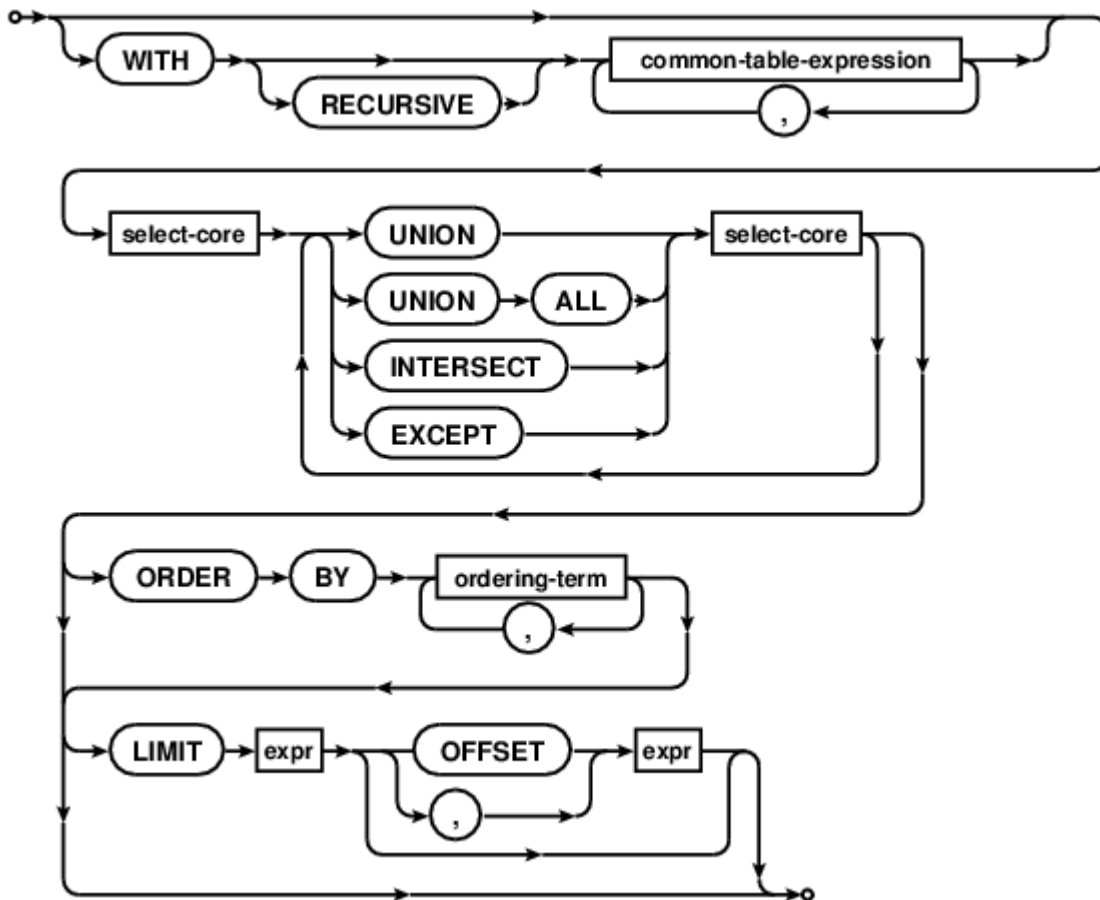 WITH common-table-expression
RECURSIVE
,
select-core UNION select-core
UNION ALL
INTERSECT
EXCEPT
ORDER BY ordering-term
,
LIMIT expr OFFSET expr
,